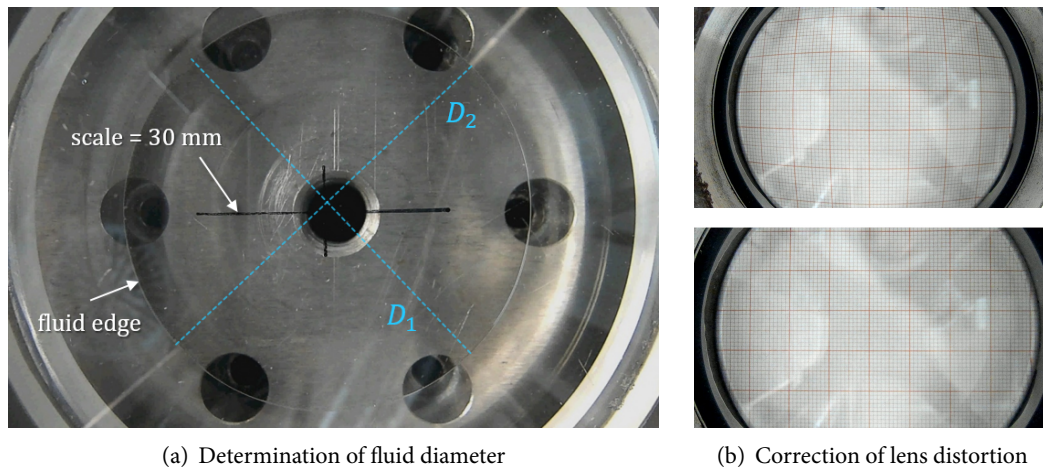 scale = 30 mm
D2
D1
fluid edge
(a) Determination of fluid diameter
(b) Correction of lens distortion